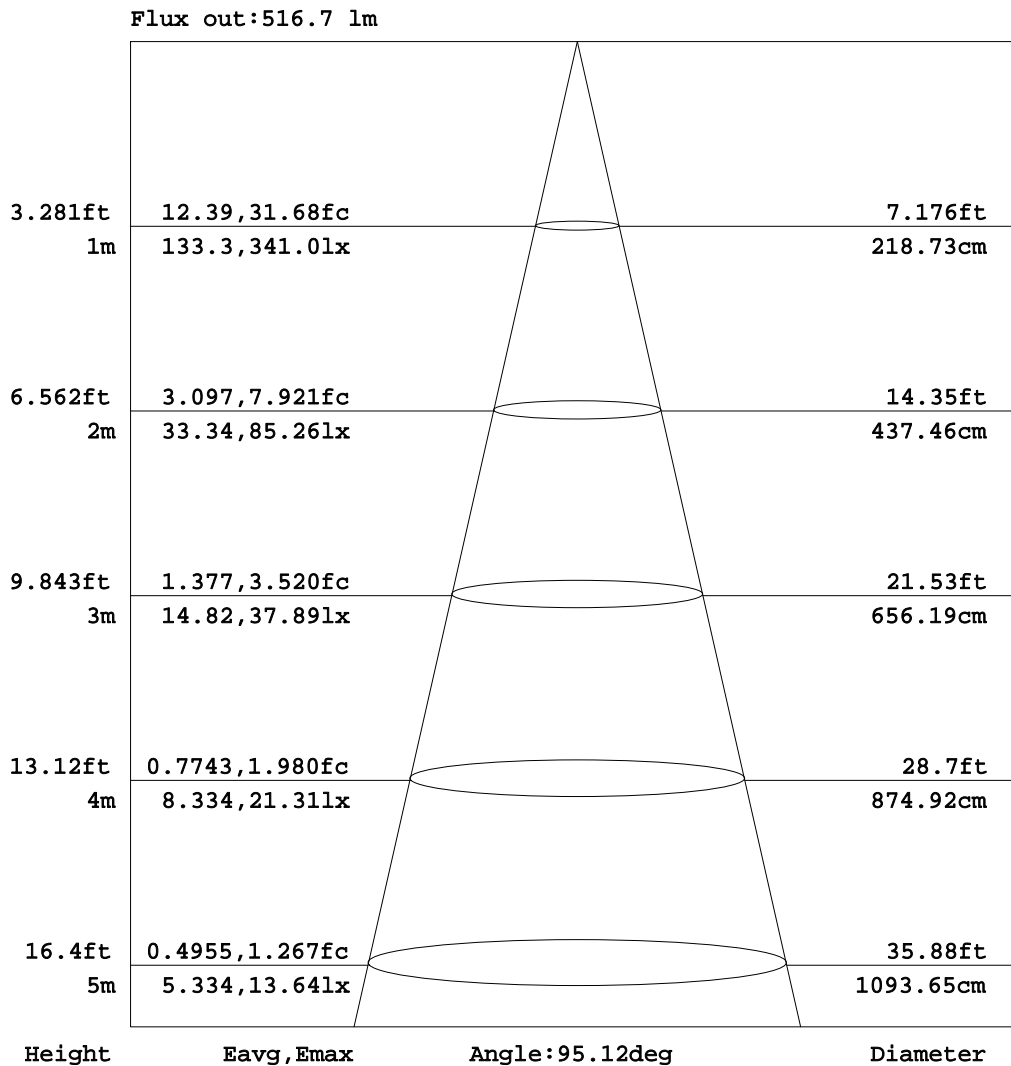 Flux out:516.7 lm
3.281ft 12.39,31.68fc 7.176ft
1m 133.3,341.0lx 218.73cm
6.562ft 3.097,7.921fc 14.35ft
2m 33.34,85.26lx 437.46cm
9.843ft 1.377,3.520fc 21.53ft
3m 14.82,37.89lx 656.19cm
13.12ft 0.7743,1.980fc 28.7ft
4m 8.334,21.31lx 874.92cm
16.4ft 0.4955,1.267fc 35.88ft
5m 5.334,13.64lx 1093.65cm
Height Eavg,Emax Angle:95.12deg Diameter